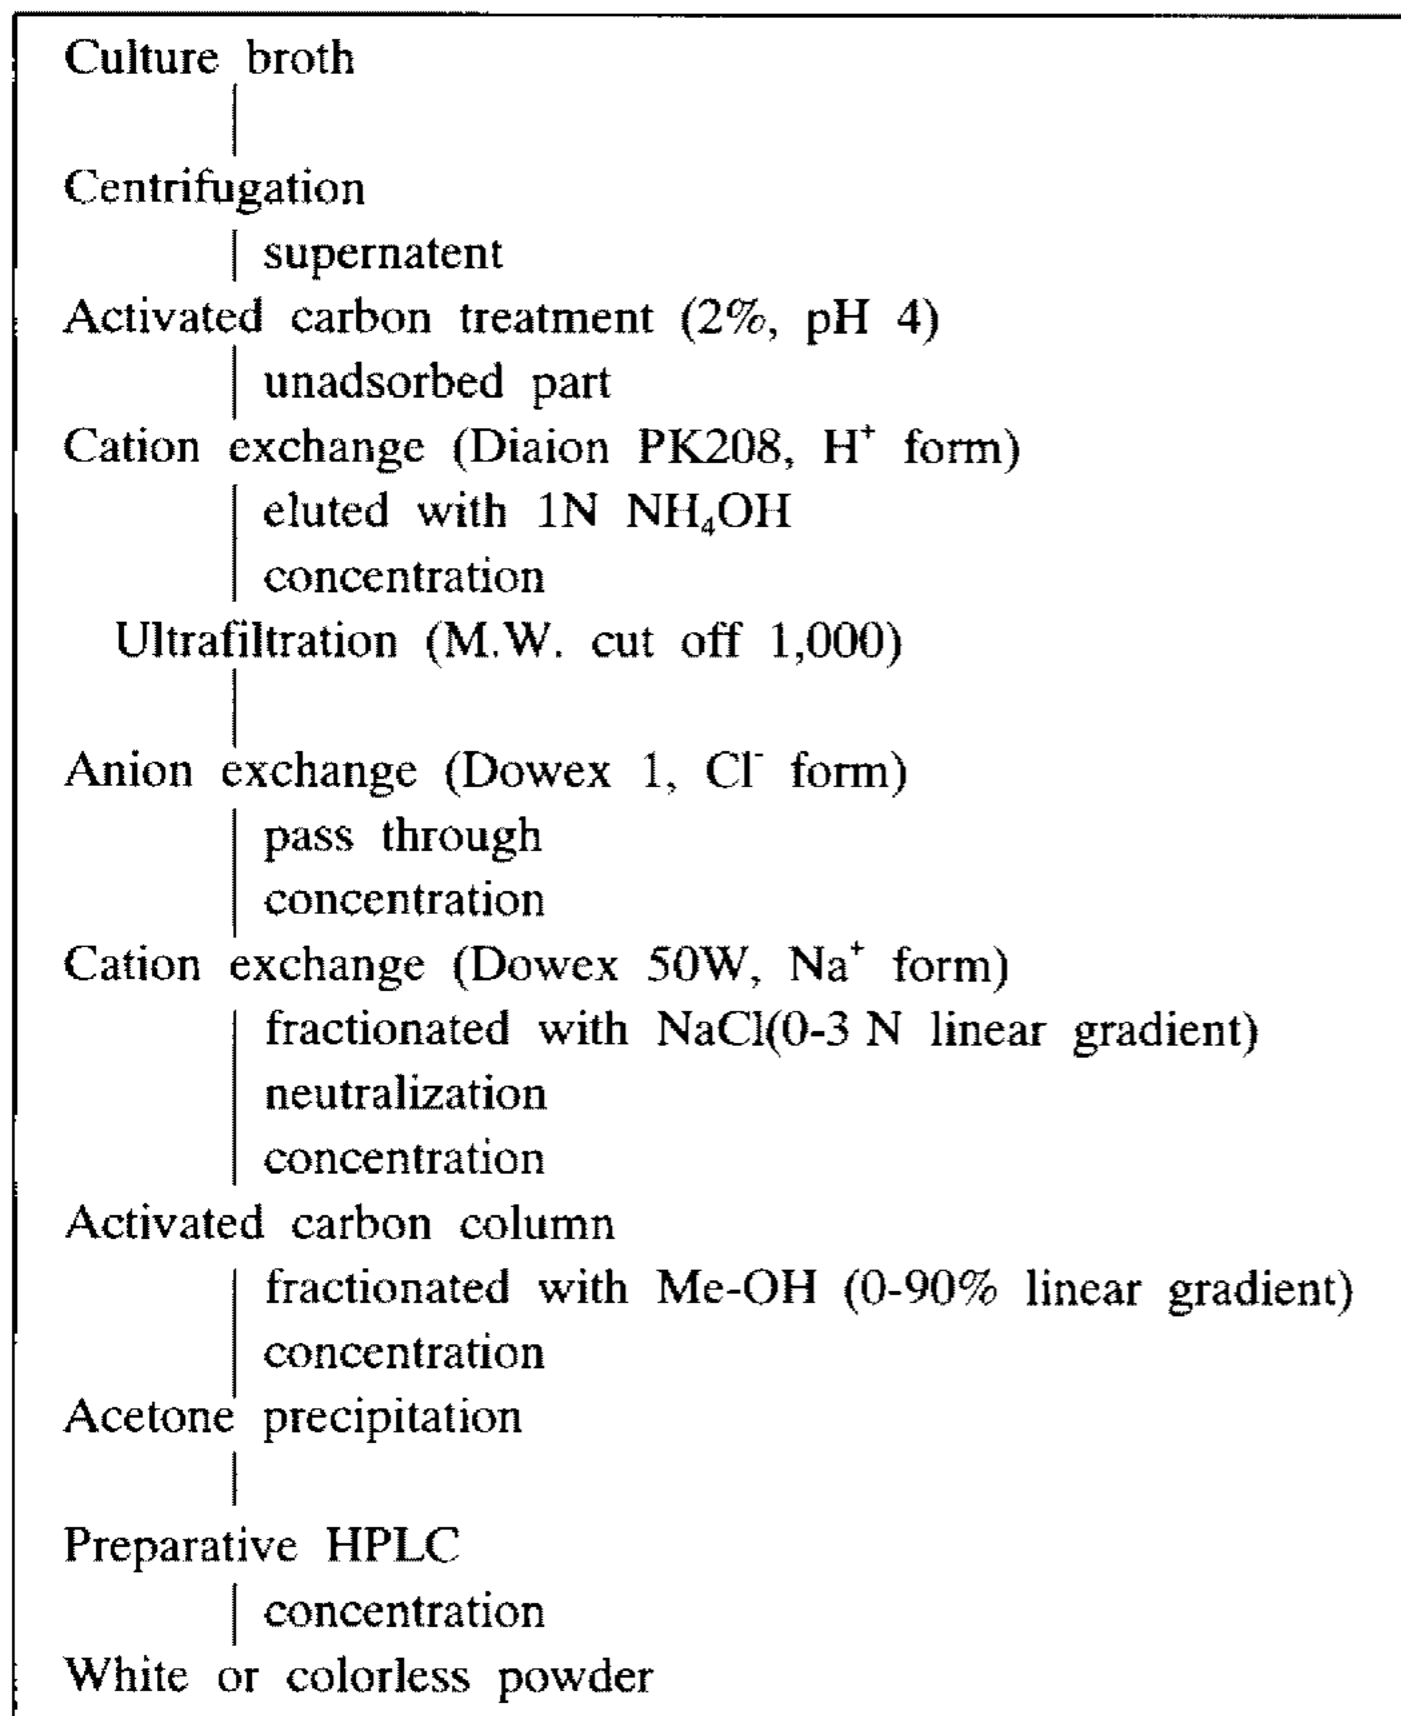 Culture broth
Centrifugation
supernatent
Activated carbon treatment (2%, pH 4)
unadsorbed part
Cation exchange (Diaion PK208, H⁺ form)
eluted with 1N NH₄OH
concentration
Ultrafiltration (M.W. cut off 1,000)
Anion exchange (Dowex 1, Cl⁻ form)
pass through
concentration
Cation exchange (Dowex 50W, Na⁺ form)
fractionated with NaCl(0-3 N linear gradient)
neutralization
concentration
Activated carbon column
fractionated with Me-OH (0-90% linear gradient)
concentration
Acetone precipitation
Preparative HPLC
concentration
White or colorless powder